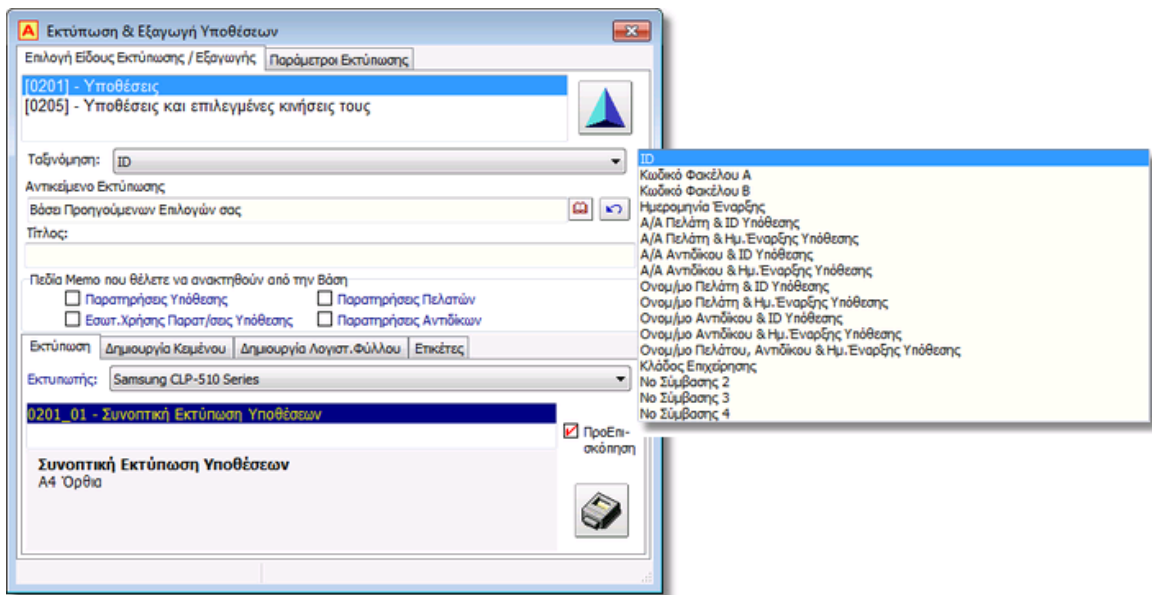 A Εκτύπωση & Εξαγωγή Υποθέσεων
Επιλογή Είδους Εκτύπωσης / Εξαγωγής Παράμετροι Εκτύπωσης
[0201] - Υποθέσεις
[0205] - Υποθέσεις και επιλεγμένες κινήσεις τους
Ταξινόμηση: ID
Αντικείμενο Εκτύπωσης
Βάσει Προηγούμενων Επιλογών σας
Τίτλος:
Πεδία Memo που θέλετε να ανακτηθούν από την Βάση
Παρατηρήσεις Υπόθεσης Παρατηρήσεις Πελατών
Εσωτ.Χρήσης Παρατ/σεις Υπόθεσης Παρατηρήσεις Αντιδίκων
Εκτύπωση Δημιουργία Κειμένου Δημιουργία Λογιστ.Φύλλου Ετικέτες
Εκτυπωτής: Samsung CLP-510 Series
0201_01 - Συνοπτική Εκτύπωση Υποθέσεων
ΠροΕπι-
σκόπηση
Συνοπτική Εκτύπωση Υποθέσεων
Α4 Όρθια
ID
Κωδικό Φακέλου Α
Κωδικό Φακέλου Β
Ημερομηνία Έναρξης
Α/Α Πελάτη & ID Υπόθεσης
Α/Α Πελάτη & Ημ.Έναρξης Υπόθεσης
Α/Α Αντιδίκου & ID Υπόθεσης
Α/Α Αντιδίκου & Ημ.Έναρξης Υπόθεσης
Ονομ/μο Πελάτη & ID Υπόθεσης
Ονομ/μο Πελάτη & Ημ.Έναρξης Υπόθεσης
Ονομ/μο Αντιδίκου & ID Υπόθεσης
Ονομ/μο Αντιδίκου & Ημ.Έναρξης Υπόθεσης
Ονομ/μο Πελάτου, Αντιδίκου & Ημ.Έναρξης Υπόθεσης
Κλάδος Επιχείρησης
Νο Σύμβασης 2
Νο Σύμβασης 3
Νο Σύμβασης 4